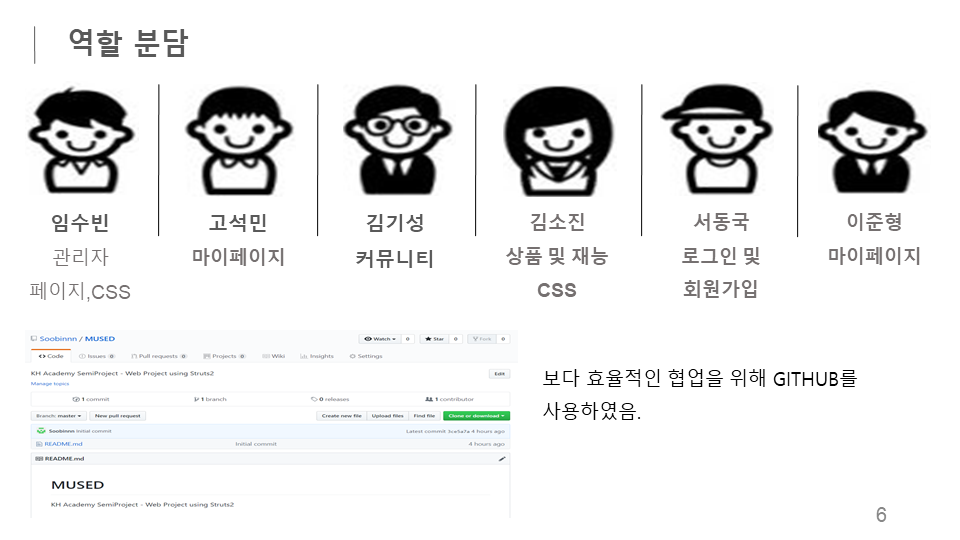 역할 분담
임수빈
관리자
페이지,CSS
고석민
마이페이지
김기성
커뮤니티
김소진
상품 및 재능
CSS
서동국
로그인 및
회원가입
이준형
마이페이지
Soobinnn / MUSED
Watch 0 Star 0 Fork 0
Code Issues 0 Pull requests 0 Projects 0 Wiki Insights Settings
KH Academy SemiProject - Web Project using Struts2 Edit
Manage topics
1 commit 1 branch 0 releases 1 contributor
Branch: master New pull request Create new file Upload files Find file Clone or download
Soobinnn Initial commit Latest commit 3ca5a7a 4 hours ago
README.md Initial commit 4 hours ago
README.md
MUSED
KH Academy SemiProject - Web Project using Struts2
보다 효율적인 협업을 위해 GITHUB를
사용하였음.
6